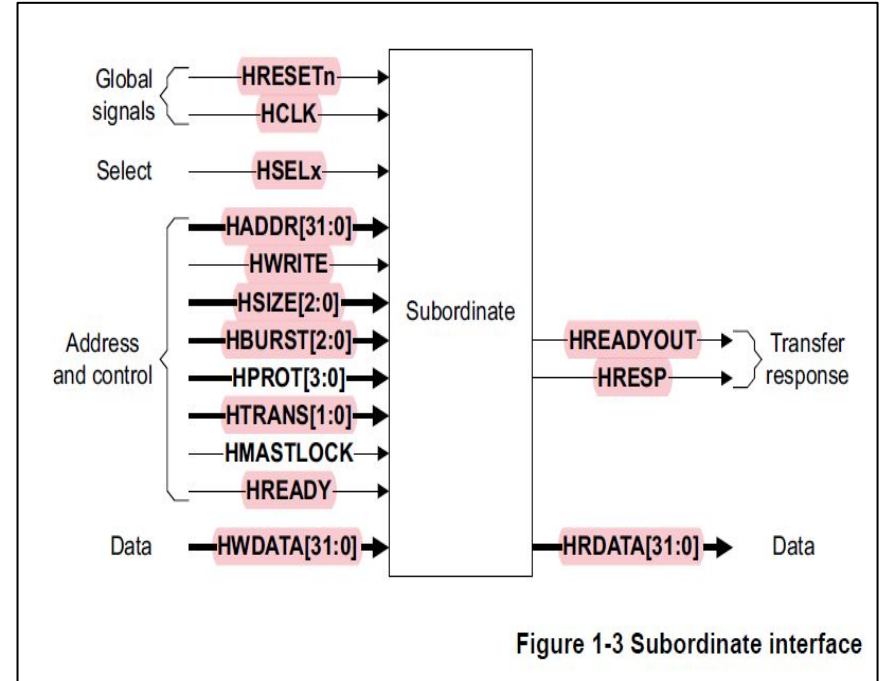 Global
signals
HRESETn
HCLK
Select
HSELx
Address
and control
HADDR[31:0]
HWRITE
HSIZE[2:0]
HBURST[2:0]
HPROT[3:0]
HTRANS[1:0]
HMASTLOCK
HREADY
Data
HWDATA[31:0]
Subordinate
HREADYOUT
HRESP
Transfer
response
HRDATA[31:0]
Data
Figure 1-3 Subordinate interface